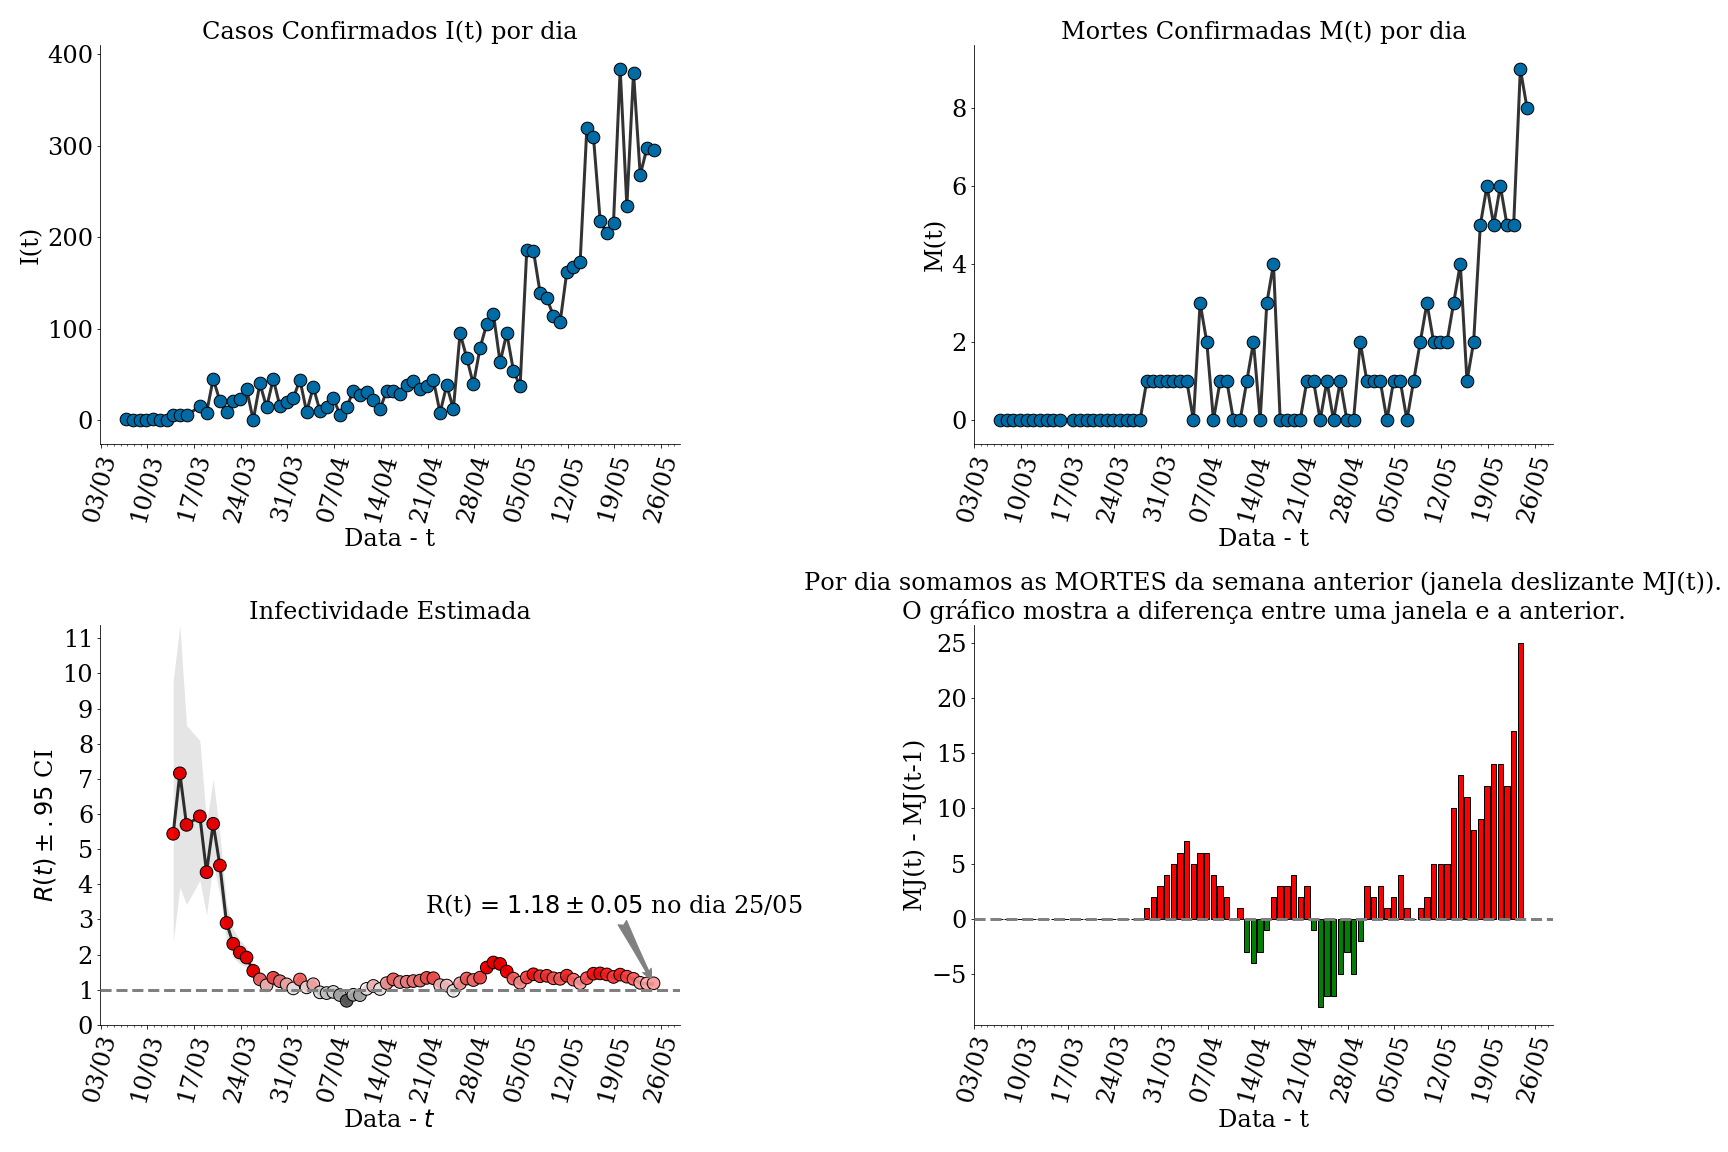 Casos Confirmados I(t) por dia
400
300
200
100
0
I(t)
03/03 10/03 17/03 24/03 31/03 07/04 14/04 21/04 28/04 05/05 12/05 19/05 26/05
Data - t
Mortes Confirmadas M(t) por dia
8
6
4
2
0
M(t)
03/03 10/03 17/03 24/03 31/03 07/04 14/04 21/04 28/04 05/05 12/05 19/05 26/05
Data - t
Infectividade Estimada
11
10
9
8
7
6
5
4
3
2
1
0
R(t) ± .95 CI
R(t) = 1.18 ± 0.05 no dia 25/05
03/03 10/03 17/03 24/03 31/03 07/04 14/04 21/04 28/04 05/05 12/05 19/05 26/05
Data - t
Por dia somamos as MORTES da semana anterior (janela deslizante MJ(t)).
O gráfico mostra a diferença entre uma janela e a anterior.
25
20
15
10
5
0
−5
MJ(t) - MJ(t-1)
03/03 10/03 17/03 24/03 31/03 07/04 14/04 21/04 28/04 05/05 12/05 19/05 26/05
Data - t